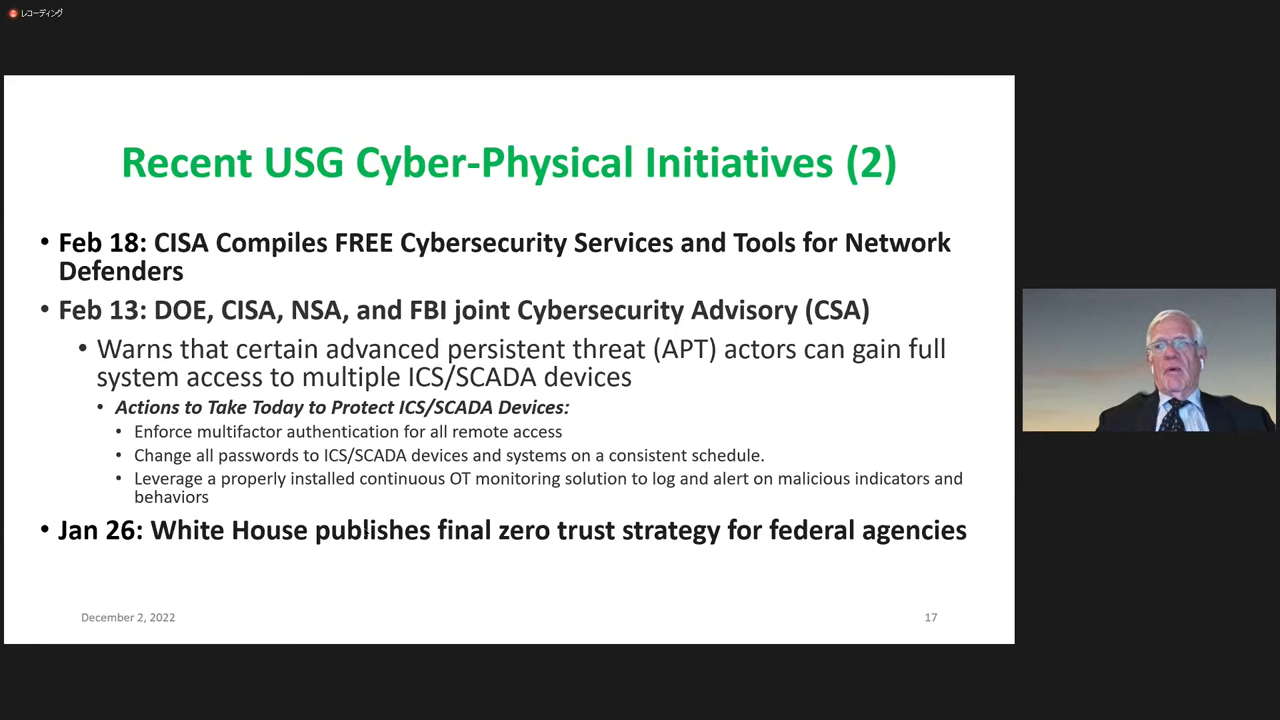 レコーディング
Recent USG Cyber-Physical Initiatives (2)
• Feb 18: CISA Compiles FREE Cybersecurity Services and Tools for Network
Defenders
• Feb 13: DOE, CISA, NSA, and FBI joint Cybersecurity Advisory (CSA)
• Warns that certain advanced persistent threat (APT) actors can gain full
system access to multiple ICS/SCADA devices
• Actions to Take Today to Protect ICS/SCADA Devices:
• Enforce multifactor authentication for all remote access
• Change all passwords to ICS/SCADA devices and systems on a consistent schedule.
• Leverage a properly installed continuous OT monitoring solution to log and alert on malicious indicators and
behaviors
• Jan 26: White House publishes final zero trust strategy for federal agencies
December 2, 2022
17